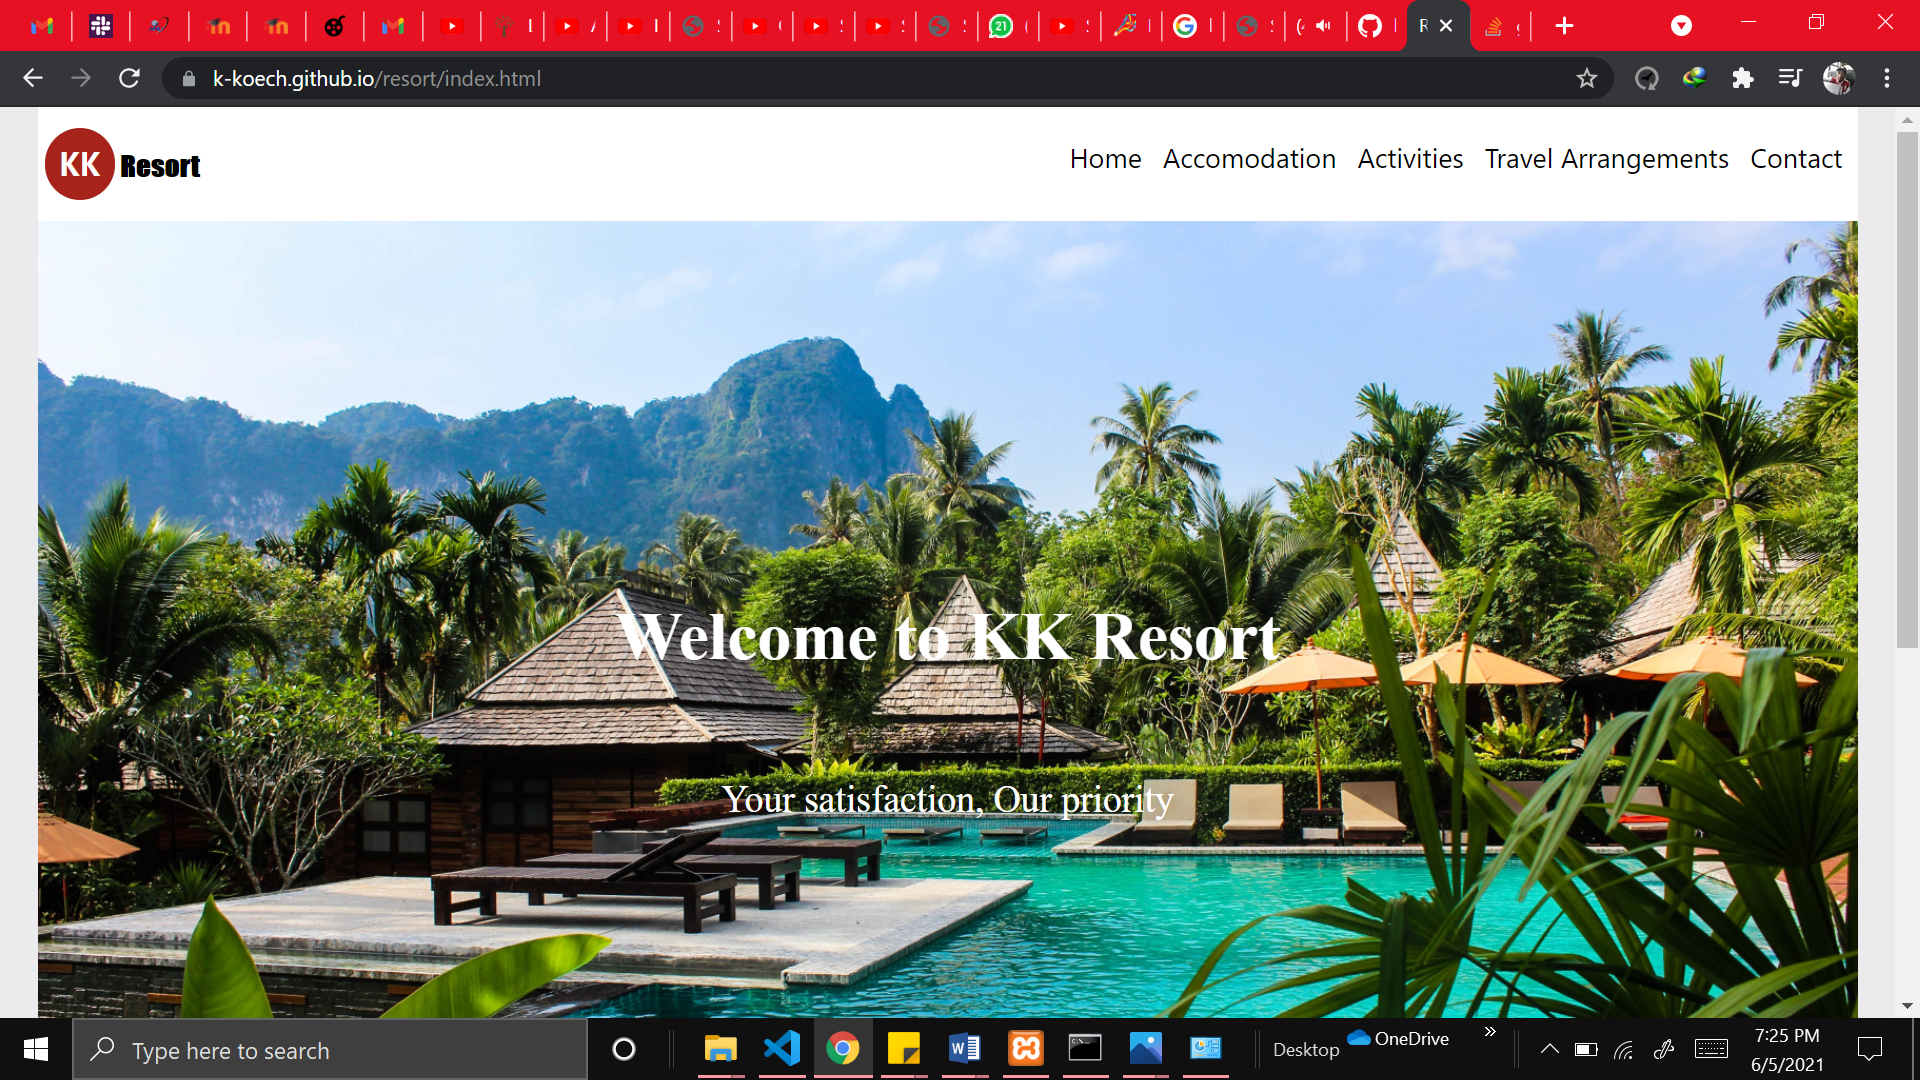 21
k-koech.github.io/resort/index.html
KK Resort
Home Accomodation Activities Travel Arrangements Contact
Welcome to KK Resort
Your satisfaction, Our priority
Type here to search
Desktop
OneDrive
7:25 PM
6/5/2021